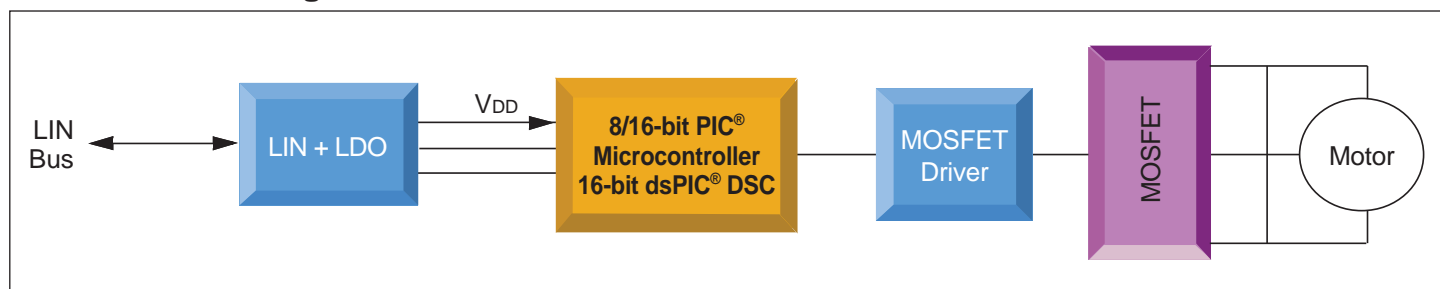 LIN
Bus
LIN + LDO
VDD
8/16-bit PIC®
Microcontroller
16-bit dsPIC® DSC
MOSFET
Driver
MOSFET
Motor